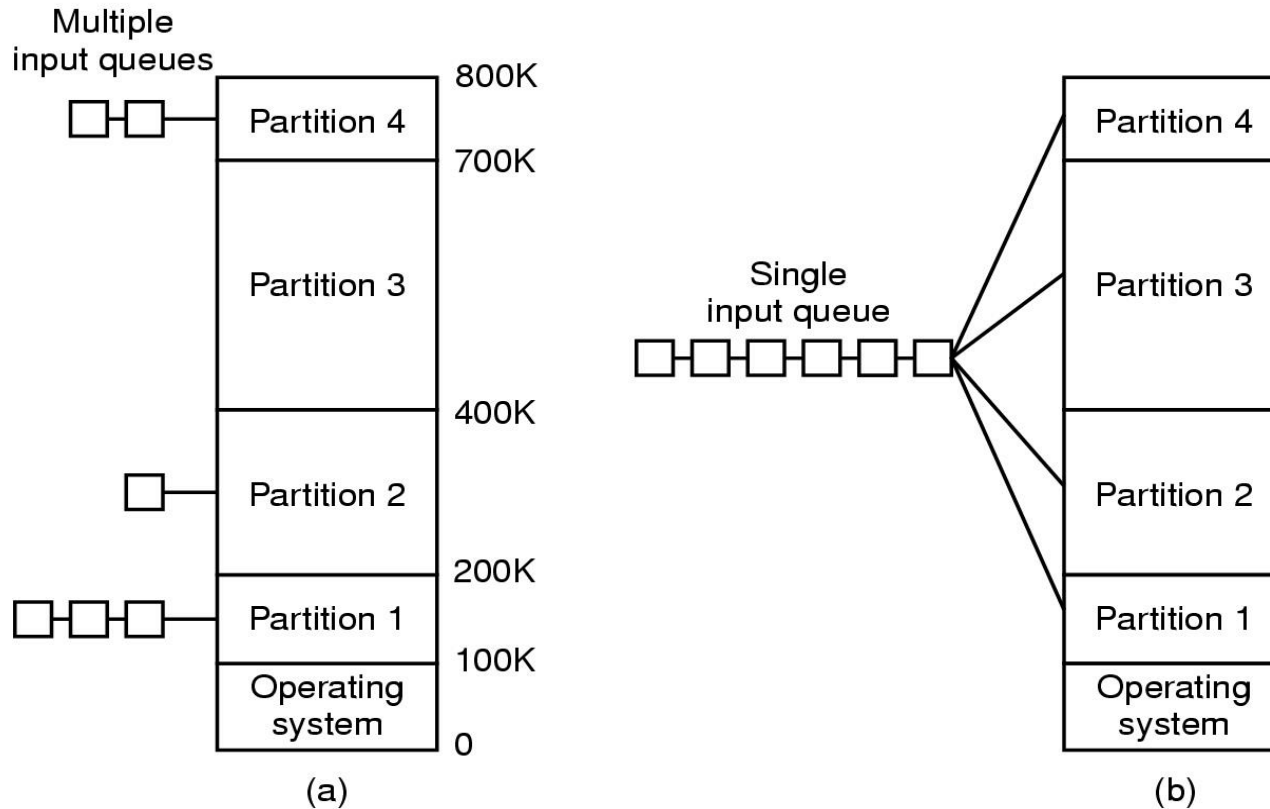 Multiple
input queues
800K
Partition 4
700K
Partition 3
400K
Partition 2
200K
Partition 1
100K
Operating
system
0
(a)
Single
input queue
Partition 4
Partition 3
Partition 2
Partition 1
Operating
system
(b)